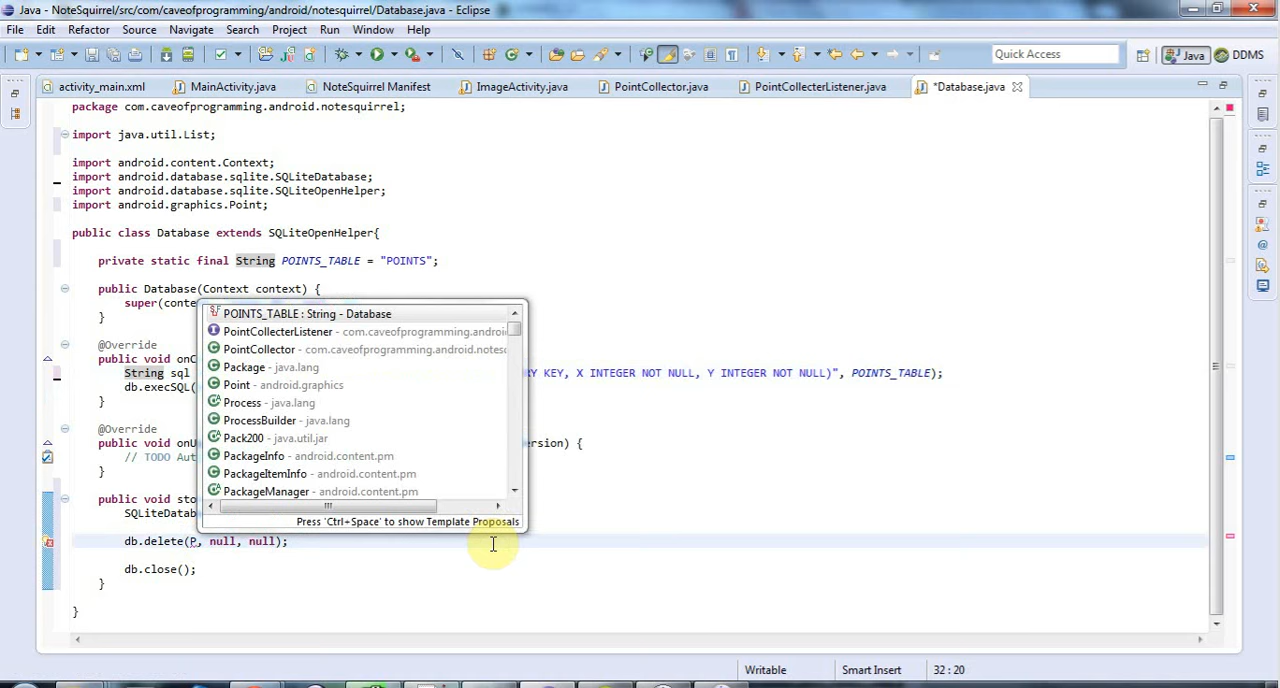 Java - NoteSquirrel/src/com/caveofprogramming/android/notesquirrel/Database.java - Eclipse
File Edit Refactor Source Navigate Search Project Run Window Help
Quick Access Java DDMS
activity_main.xml MainActivity.java NoteSquirrel Manifest ImageActivity.java PointCollector.java PointCollecterListener.java *Database.java
package com.caveofprogramming.android.notesquirrel;
import java.util.List;
import android.content.Context;
import android.database.sqlite.SQLiteDatabase;
import android.database.sqlite.SQLiteOpenHelper;
import android.graphics.Point;
public class Database extends SQLiteOpenHelper{
private static final String POINTS_TABLE = "POINTS";
public Database(Context context) {
super(conte
}
@Override
public void onC
String sql RY KEY, X INTEGER NOT NULL, Y INTEGER NOT NULL)", POINTS_TABLE);
db.execSQL(
}
@Override
public void onU ersion) {
// TODO Aut
}
public void sto
SQLiteDatab
db.delete(P, null, null);
db.close();
}
}
POINTS_TABLE : String - Database
PointCollecterListener - com.caveofprogramming.androi
PointCollector - com.caveofprogramming.android.notes
Package - java.lang
Point - android.graphics
Process - java.lang
ProcessBuilder - java.lang
Pack200 - java.util.jar
PackageInfo - android.content.pm
PackageItemInfo - android.content.pm
PackageManager - android.content.pm
Press 'Ctrl+Space' to show Template Proposals
Writable Smart Insert 32 : 20